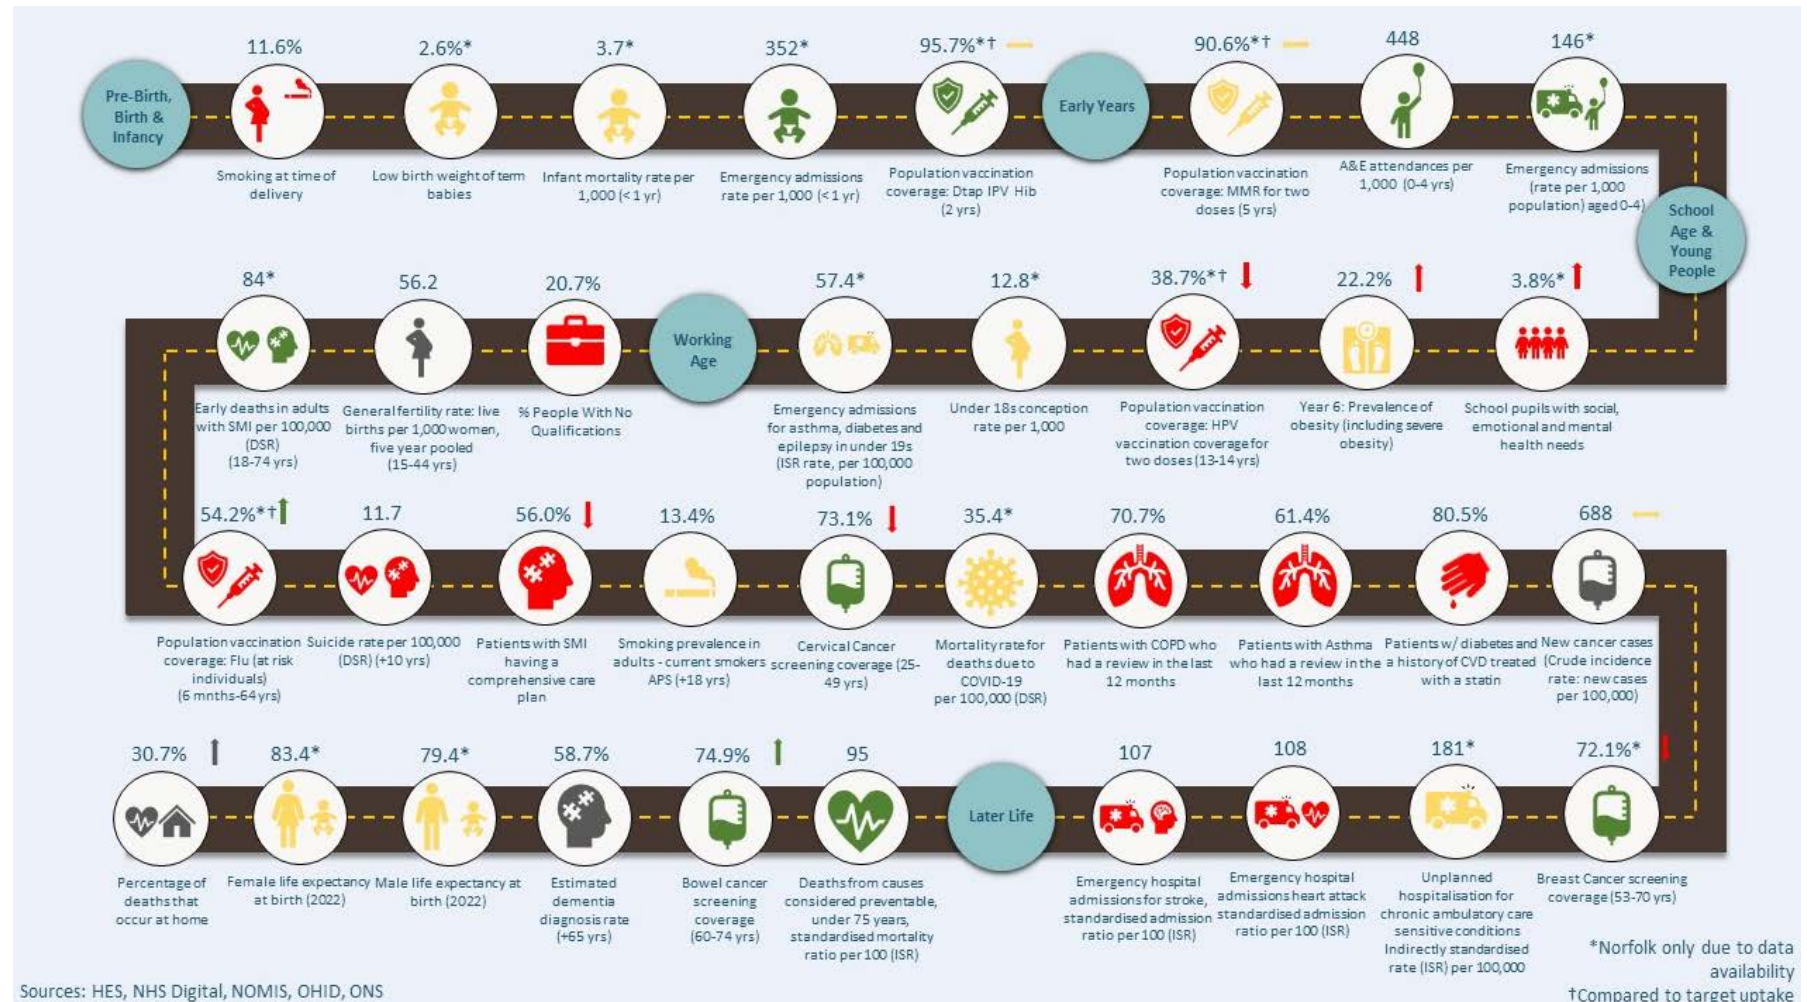 Pre-Birth,
Birth &
Infancy
11.6%
Smoking at time of
delivery
2.6%*
Low birth weight of term
babies
3.7*
Infant mortality rate per
1,000 (<1 yr)
352*
Emergency admissions
rate per 1,000 (<1 yr)
95.7%*†
Population vaccination
coverage: Dtap IPV Hib
(2 yrs)
Early Years
90.6%*†
Population vaccination
coverage: MMR for two
doses (5 yrs)
448
A&E attendances per
1,000 (0-4 yrs)
146*
Emergency admissions
(rate per 1,000
population) aged 0-4)
School
Age &
Young
People
84*
Early deaths in adults
with SMI per 100,000
(DSR)
(18-74 yrs)
56.2
General fertility rate: live
births per 1,000 women,
five year pooled
(15-44 yrs)
20.7%
% People With No
Qualifications
Working
Age
57.4*
Emergency admissions
for asthma, diabetes and
epilepsy in under 19s
(ISR rate, per 100,000
population)
12.8*
Under 18s conception
rate per 1,000
38.7%*†
Population vaccination
coverage: HPV
vaccination coverage for
two doses (13-14 yrs)
22.2%
Year 6: Prevalence of
obesity (including severe
obesity)
3.8%*
School pupils with social,
emotional and mental
health needs
54.2%*†
Population vaccination
coverage: Flu (at risk
individuals)
(6 mnths-64 yrs)
11.7
Suicide rate per 100,000
(DSR) (+10 yrs)
56.0%
Patients with SMI
having a
comprehensive care
plan
13.4%
Smoking prevalence in
adults - current smokers
APS (+18 yrs)
73.1%
Cervical Cancer
screening coverage (25-
49 yrs)
35.4*
Mortality rate for
deaths due to
COVID-19
per 100,000 (DSR)
70.7%
Patients with COPD who
had a review in the last
12 months
61.4%
Patients with Asthma
who had a review in the
last 12 months
80.5%
Patients w/ diabetes and
a history of CVD treated
with a statin
688
New cancer cases
(Crude incidence
rate: new cases
per 100,000)
30.7%
Percentage of
deaths that
occur at home
83.4*
Female life expectancy
at birth (2022)
79.4*
Male life expectancy at
birth (2022)
58.7%
Estimated
dementia
diagnosis rate
(+65 yrs)
74.9%
Bowel cancer
screening
coverage
(60-74 yrs)
95
Deaths from causes
considered preventable,
under 75 years,
standardised mortality
ratio per 100 (ISR)
Later Life
107
Emergency hospital
admissions for stroke,
standardised admission
ratio per 100 (ISR)
108
Emergency hospital
admissions heart attack
standardised admission
ratio per 100 (ISR)
181*
Unplanned
hospitalisation for
chronic ambulatory care
sensitive conditions
Indirectly standardised
rate (ISR) per 100,000
72.1%*
Breast Cancer screening
coverage (53-70 yrs)
*Norfolk only due to data
availability
†Compared to target uptake
Sources: HES, NHS Digital, NOMIS, OHID, ONS